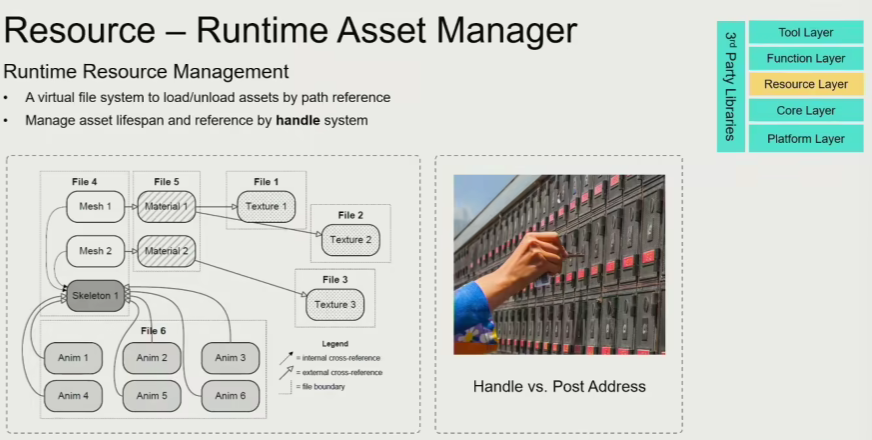 Resource – Runtime Asset Manager
Runtime Resource Management
• A virtual file system to load/unload assets by path reference
• Manage asset lifespan and reference by handle system
3rd Party Libraries
Tool Layer
Function Layer
Resource Layer
Core Layer
Platform Layer
File 4
File 5
File 1
Mesh 1
Material 1
Texture 1
File 2
Texture 2
Mesh 2
Material 2
File 3
Texture 3
Skeleton 1
File 6
Anim 1
Anim 2
Anim 3
Anim 4
Anim 5
Anim 6
Legend
= internal cross-reference
= external cross-reference
= file boundary
Handle vs. Post Address